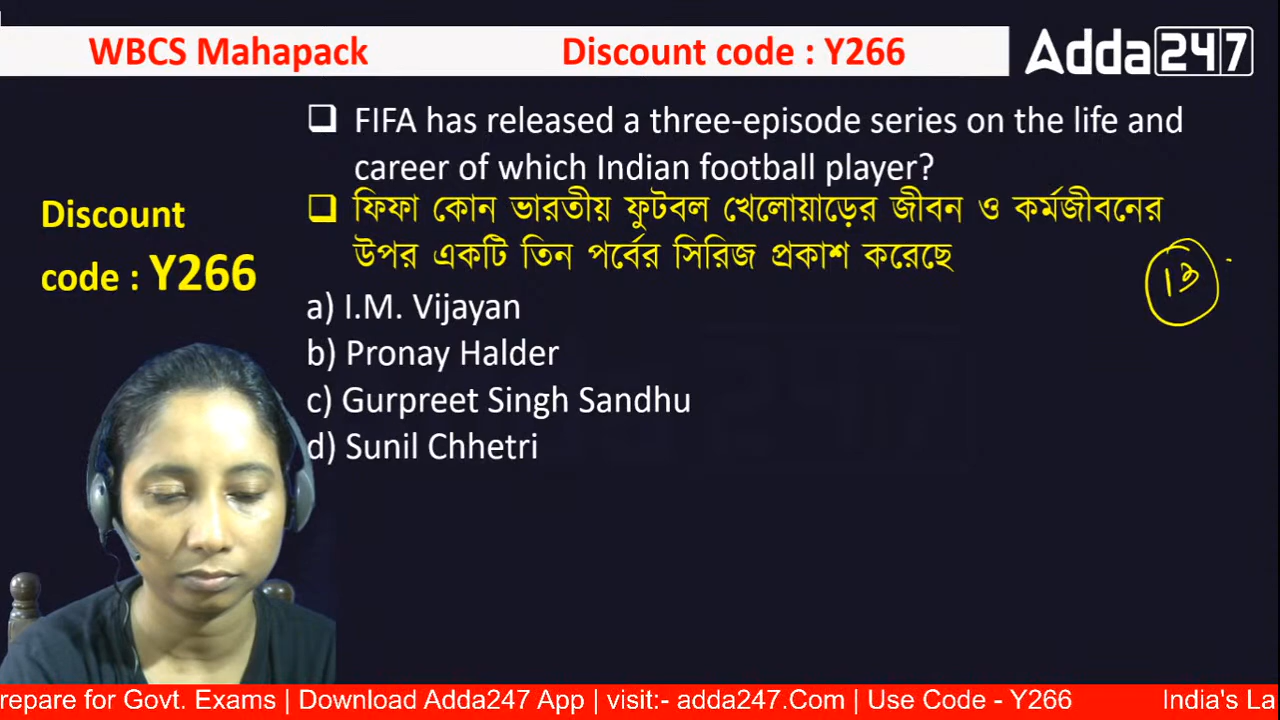 WBCS Mahapack Discount code : Y266 Adda247
FIFA has released a three-episode series on the life and
career of which Indian football player?
Discount
code : Y266
ফিফা কোন ভারতীয় ফুটবল খেলোয়াড়ের জীবন ও কর্মজীবনের
উপর একটি তিন পর্বের সিরিজ প্রকাশ করেছে
a) I.M. Vijayan
b) Pronay Halder
c) Gurpreet Singh Sandhu
d) Sunil Chhetri
repare for Govt. Exams | Download Adda247 App | visit:- adda247.Com | Use Code - Y266 India's La